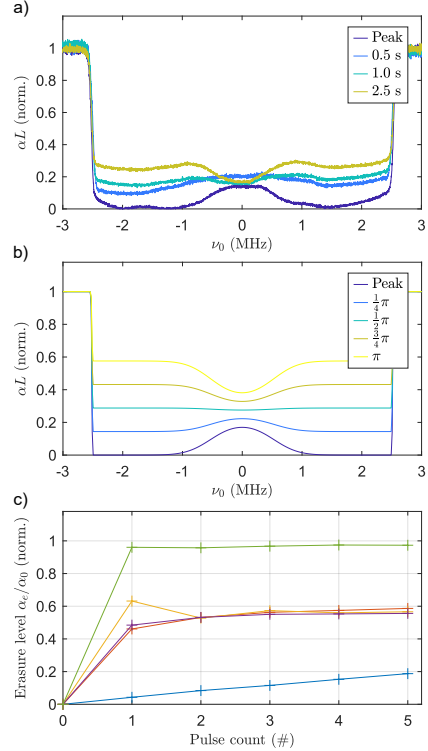 a)
αL (norm.)
1
0.8
0.6
0.4
0.2
0
-3 -2 -1 0 1 2 3
ν₀ (MHz)
Peak
0.5 s
1.0 s
2.5 s
b)
αL (norm.)
1
0.8
0.6
0.4
0.2
0
-3 -2 -1 0 1 2 3
ν₀ (MHz)
Peak
1/4 π
1/2 π
3/4 π
π
c)
Erasure level αₑ/α₀ (norm.)
1
0.8
0.6
0.4
0.2
0
0 1 2 3 4 5
Pulse count (#)